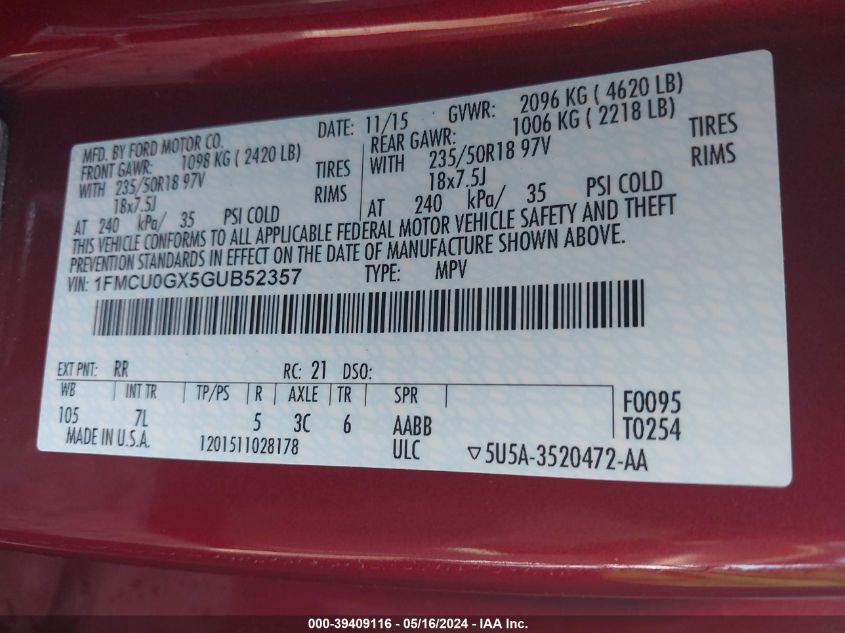 MFD. BY FORD MOTOR CO. DATE: 11/15 GVWR: 2096 KG ( 4620 LB)
FRONT GAWR: 1098 KG ( 2420 LB) REAR GAWR: 1006 KG ( 2218 LB)
WITH 235/50R18 97V TIRES WITH 235/50R18 97V TIRES
18x7.5J RIMS 18x7.5J RIMS
AT 240 kPa/ 35 PSI COLD AT 240 kPa/ 35 PSI COLD
THIS VEHICLE CONFORMS TO ALL APPLICABLE FEDERAL MOTOR VEHICLE SAFETY AND THEFT
PREVENTION STANDARDS IN EFFECT ON THE DATE OF MANUFACTURE SHOWN ABOVE.
VIN: 1FMCU0GX5GUB52357 TYPE: MPV
EXT PNT: RR RC: 21 DSO:
WB INT TR TP/PS R AXLE TR SPR
105 7L 5 3C 6 AABB
F0095
T0254
MADE IN U.S.A. 1201511028178 ULC ▽5U5A-3520472-AA
000-39409116 - 05/16/2024 - IAA Inc.